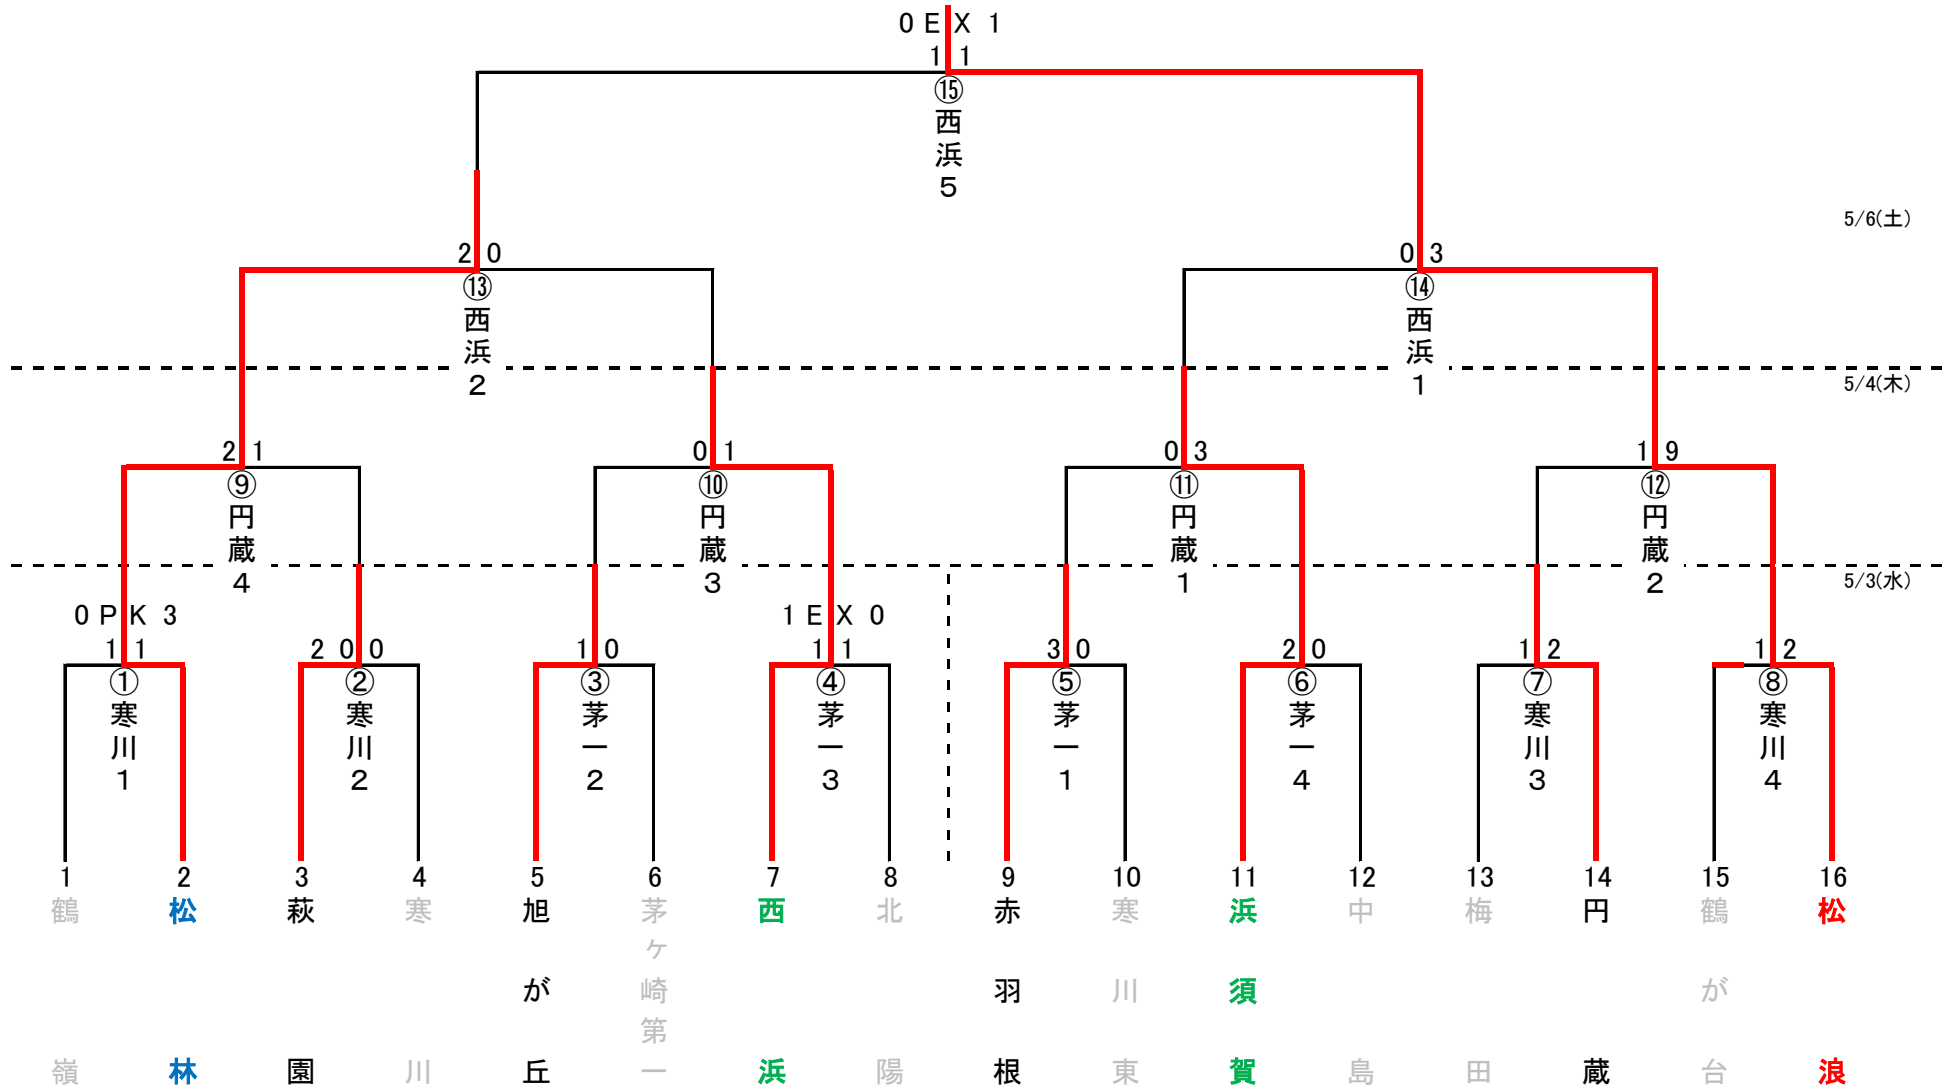 0 E X 1
1 1
⑮
西浜5
5/6(土)
2 0
⑬
西浜2
0 3
⑭
西浜1
5/4(木)
2 1
⑨
円蔵4
0 1
⑩
円蔵3
0 3
⑪
円蔵1
1 9
⑫
円蔵2
5/3(水)
0 P K 3
1 1
①
寒川1
2 0 0
②
寒川2
1 0
③
茅一2
1 E X 0
1 1
④
茅一3
3 0
⑤
茅一1
2 0
⑥
茅一4
1 2
⑦
寒川3
1 2
⑧
寒川4
1 鶴嶺
2 松林
3 萩園
4 寒川
5 旭が丘
6 茅ヶ崎第一
7 西浜
8 北陽
9 赤羽根
10 寒川東
11 浜須賀
12 中島
13 梅田
14 円蔵
15 鶴が台
16 松浪